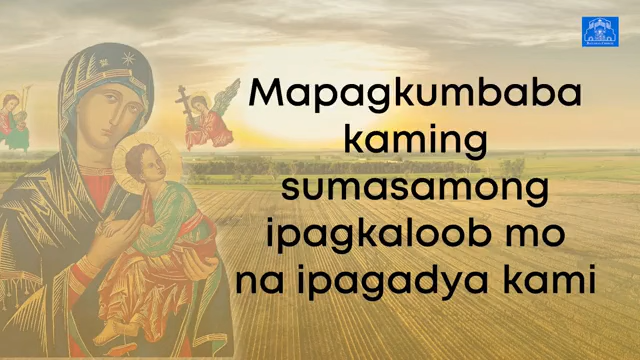 Mapagkumbaba
kaming
sumasamong
ipagkaloob mo
na ipagadya kami